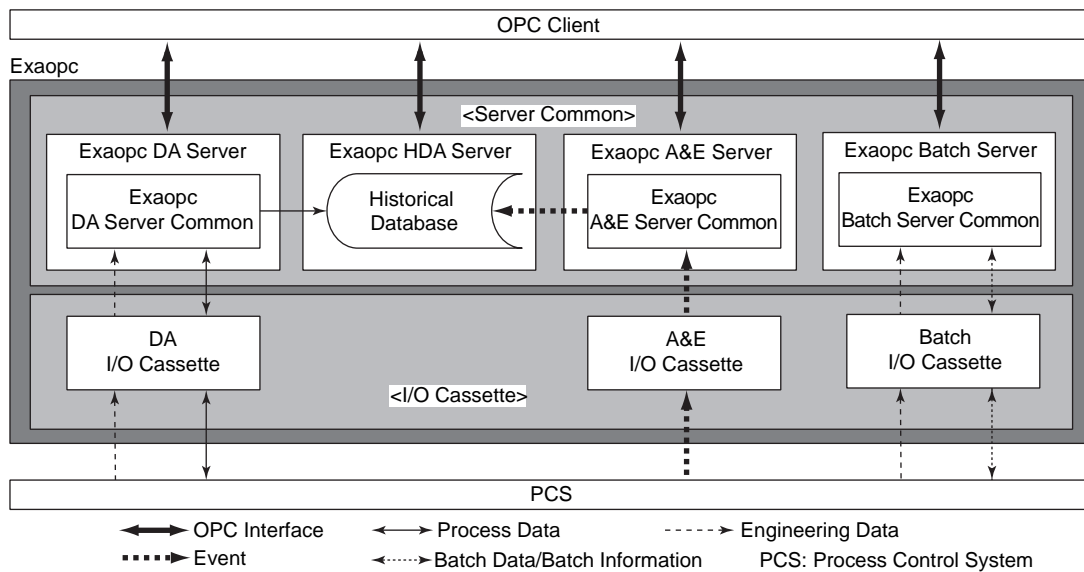 OPC Client
Exaopc
<Server Common>
Exaopc DA Server
Exaopc HDA Server
Exaopc A&E Server
Exaopc Batch Server
Exaopc
DA Server Common
Historical
Database
Exaopc
A&E Server Common
Exaopc
Batch Server Common
DA
I/O Cassette
A&E
I/O Cassette
Batch
I/O Cassette
<I/O Cassette>
PCS
OPC Interface
Process Data
Engineering Data
Event
Batch Data/Batch Information
PCS: Process Control System